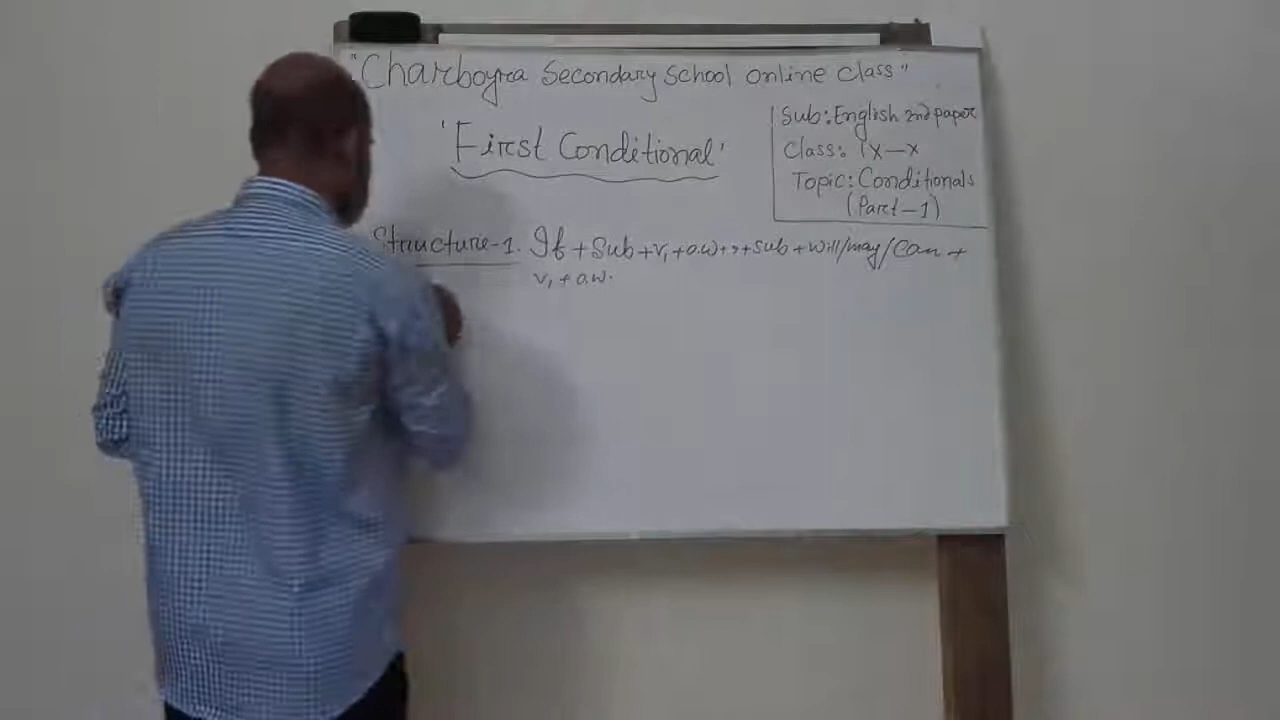 "Charboyra Secondary School online class"
'First Conditional'
Sub: English 2nd paper
Class: IX-X
Topic: Conditionals
(Part-1)
Structure-1. If + Sub + v₁ + o.w + , + sub + will/may/can +
v₁ + o.w.